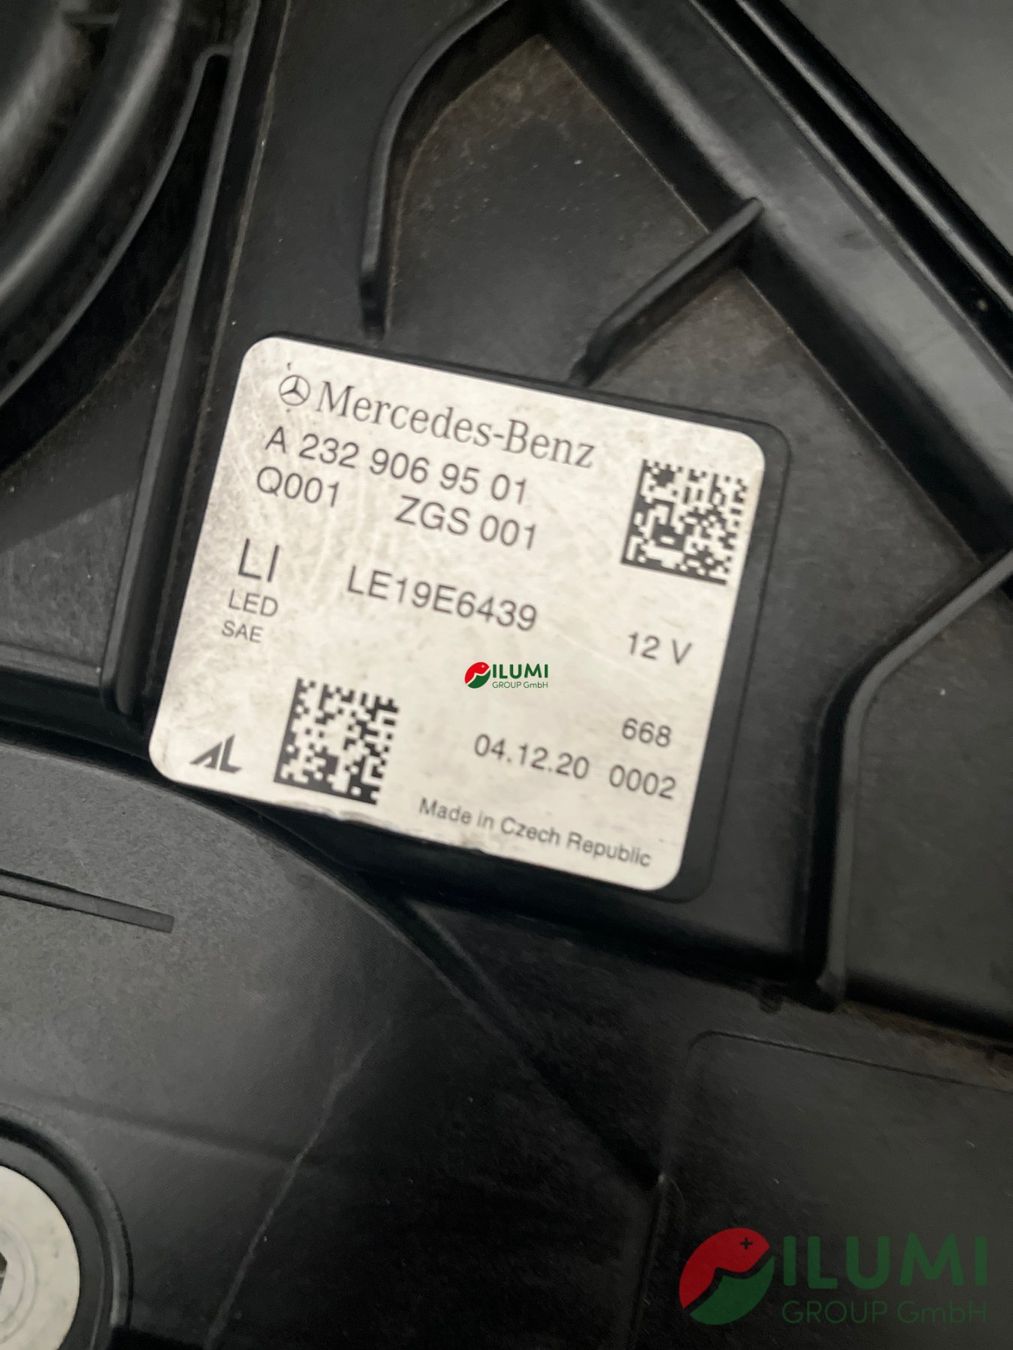 Mercedes-Benz
A 232 906 95 01
Q001 ZGS 001
LI LE19E6439
LED
SAE
12 V
ILUMI
GROUP GmbH
668
04.12.20 0002
AL
Made in Czech Republic
ILUMI
GROUP GmbH